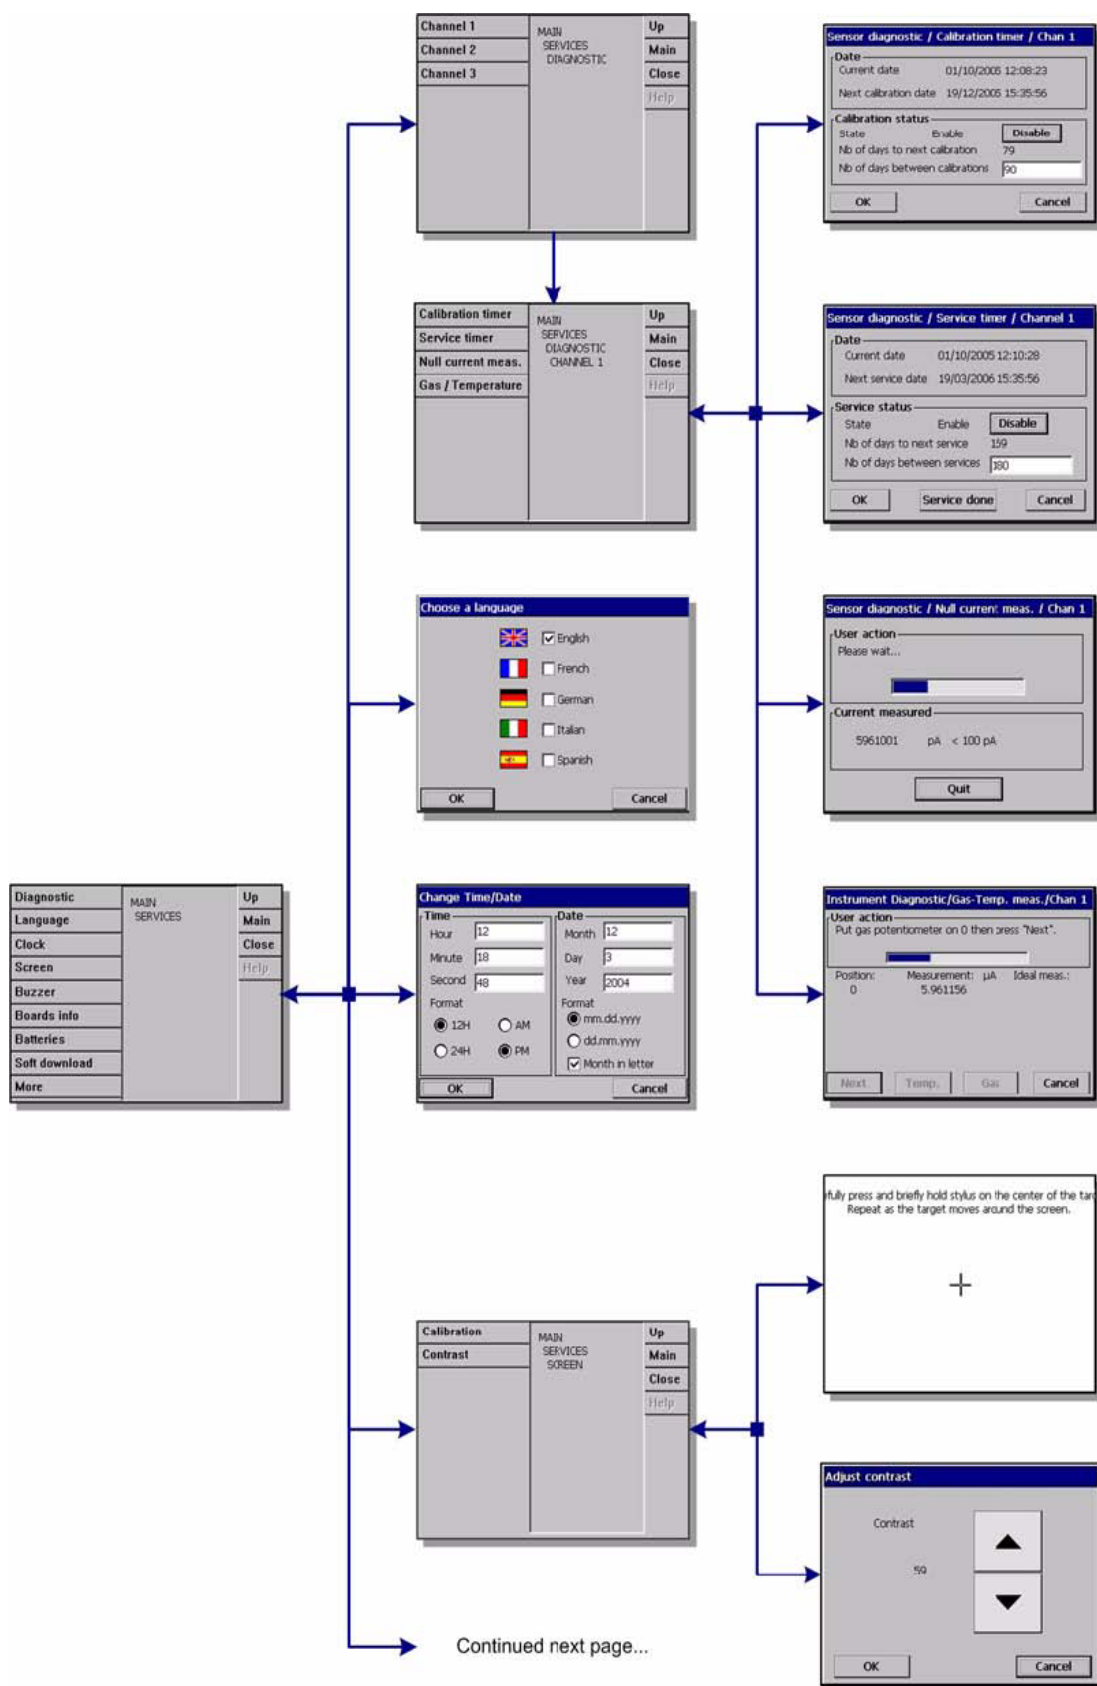 Channel 1
Channel 2
Channel 3
MAIN
SERVICES
DIAGNOSTIC
Up
Main
Close
Help
Sensor diagnostic / Calibration timer / Chan 1
Date
Current date 01/10/2005 12:08:23
Next calibration date 19/12/2005 15:35:56
Calibration status
State Enable Disable
Nb of days to next calibration 79
Nb of days between calibrations 90
OK Cancel
Calibration timer
Service timer
Null current meas.
Gas / Temperature
MAIN
SERVICES
DIAGNOSTIC
CHANNEL 1
Up
Main
Close
Help
Sensor diagnostic / Service timer / Channel 1
Date
Current date 01/10/2005 12:10:28
Next service date 19/03/2006 15:35:56
Service status
State Enable Disable
Nb of days to next service 159
Nb of days between services 180
OK Service done Cancel
Choose a language
English
French
German
Italian
Spanish
OK Cancel
Sensor diagnostic / Null current meas. / Chan 1
User action
Please wait...
Current measured
5961001 pA < 100 pA
Quit
Diagnostic
Language
Clock
Screen
Buzzer
Boards info
Batteries
Soft download
More
MAIN
SERVICES
Up
Main
Close
Help
Change Time/Date
Time
Hour 12
Minute 18
Second 48
Format
12H AM
24H PM
Date
Month 12
Day 3
Year 2004
Format
mm.dd.yyyy
dd.mm.yyyy
Month in letter
OK Cancel
Instrument Diagnostic/Gas-Temp. meas./Chan 1
User action
Put gas potentiometer on 0 then press "Next".
Position: Measurement: µA Ideal meas.:
0 5.961156
Next Temp. Gas Cancel
fully press and briefly hold stylus on the center of the tar
Repeat as the target moves around the screen.
Calibration
Contrast
MAIN
SERVICES
SCREEN
Up
Main
Close
Help
Adjust contrast
Contrast
59
OK Cancel
Continued next page...